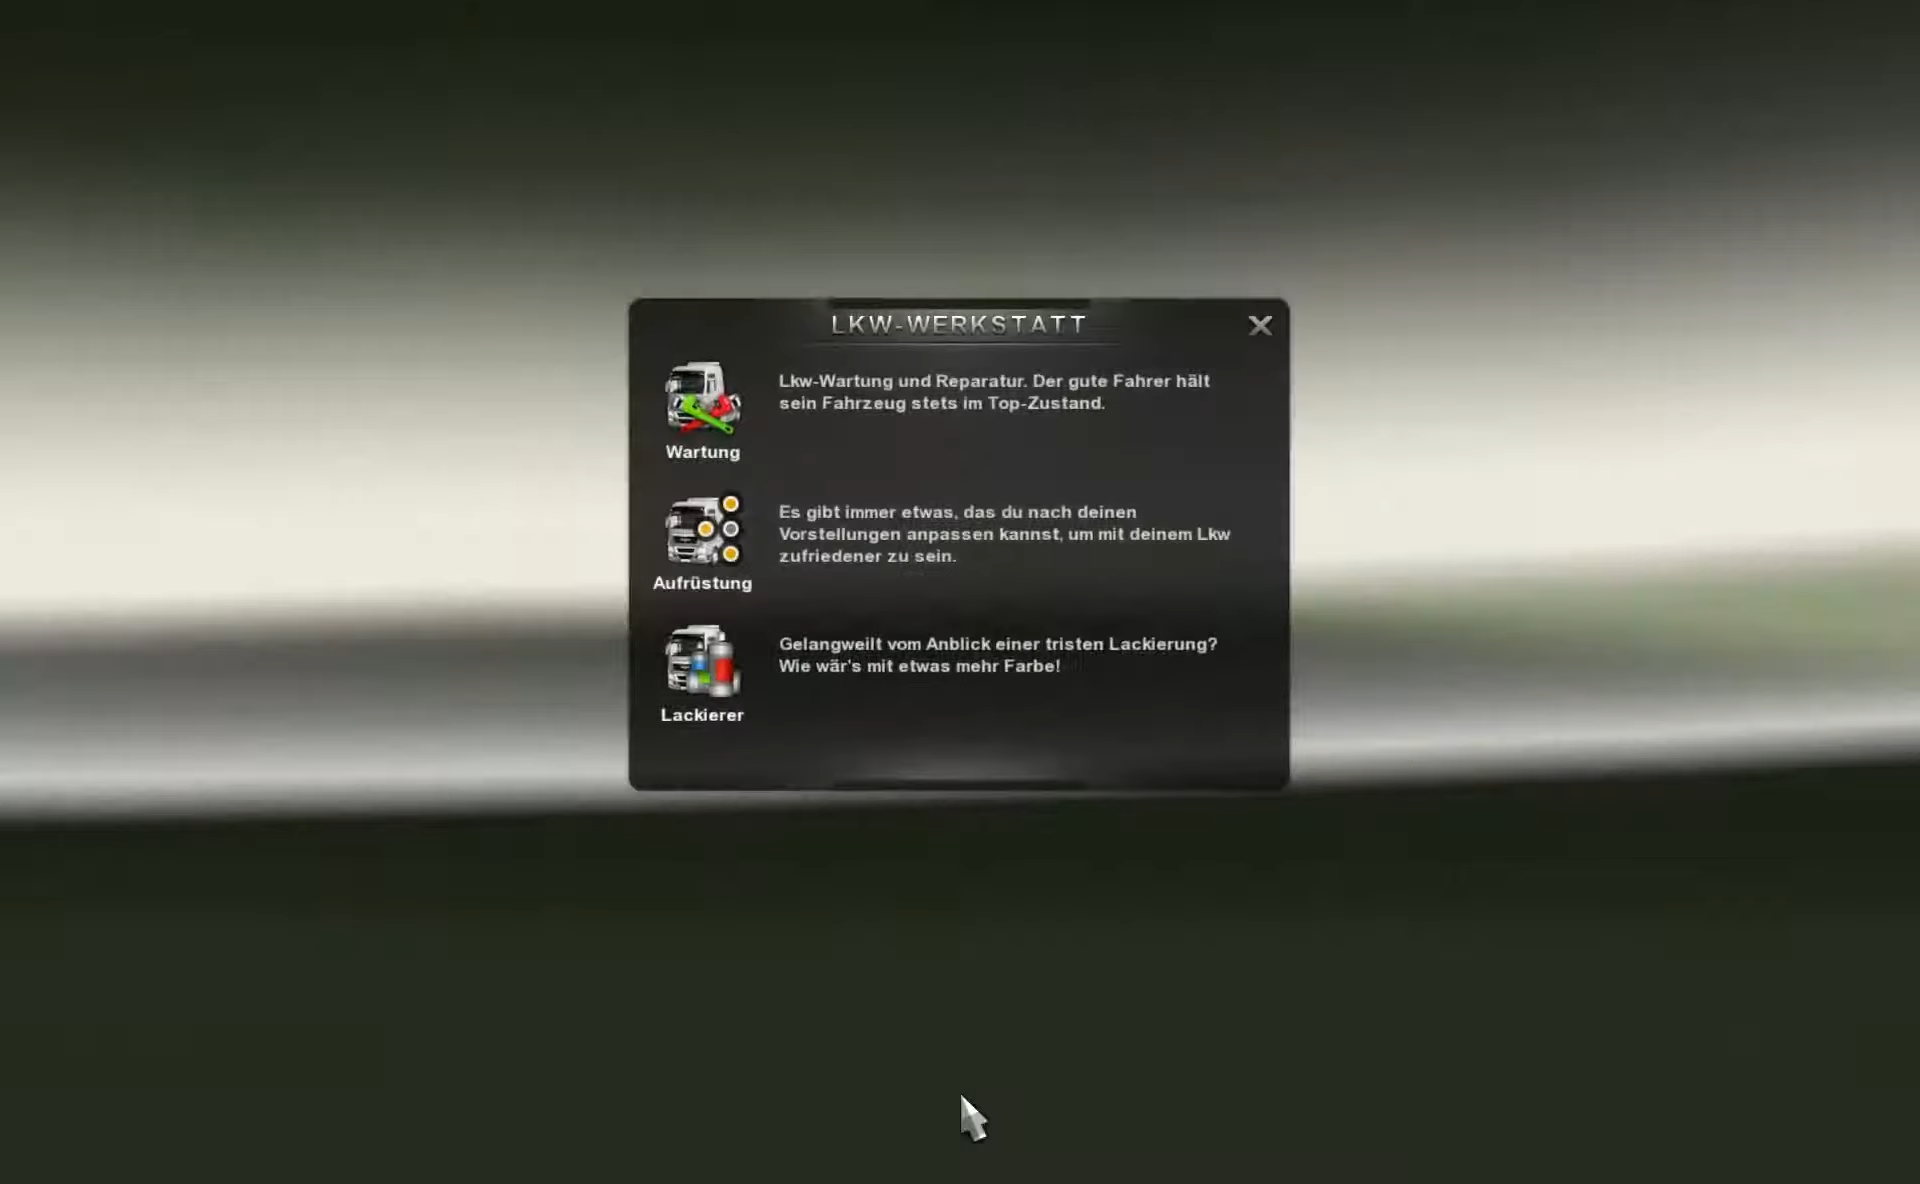 LKW-WERKSTATT
Lkw-Wartung und Reparatur. Der gute Fahrer hält
sein Fahrzeug stets im Top-Zustand.
Wartung
Es gibt immer etwas, das du nach deinen
Vorstellungen anpassen kannst, um mit deinem Lkw
zufriedener zu sein.
Aufrüstung
Gelangweilt vom Anblick einer tristen Lackierung?
Wie wär's mit etwas mehr Farbe!
Lackierer